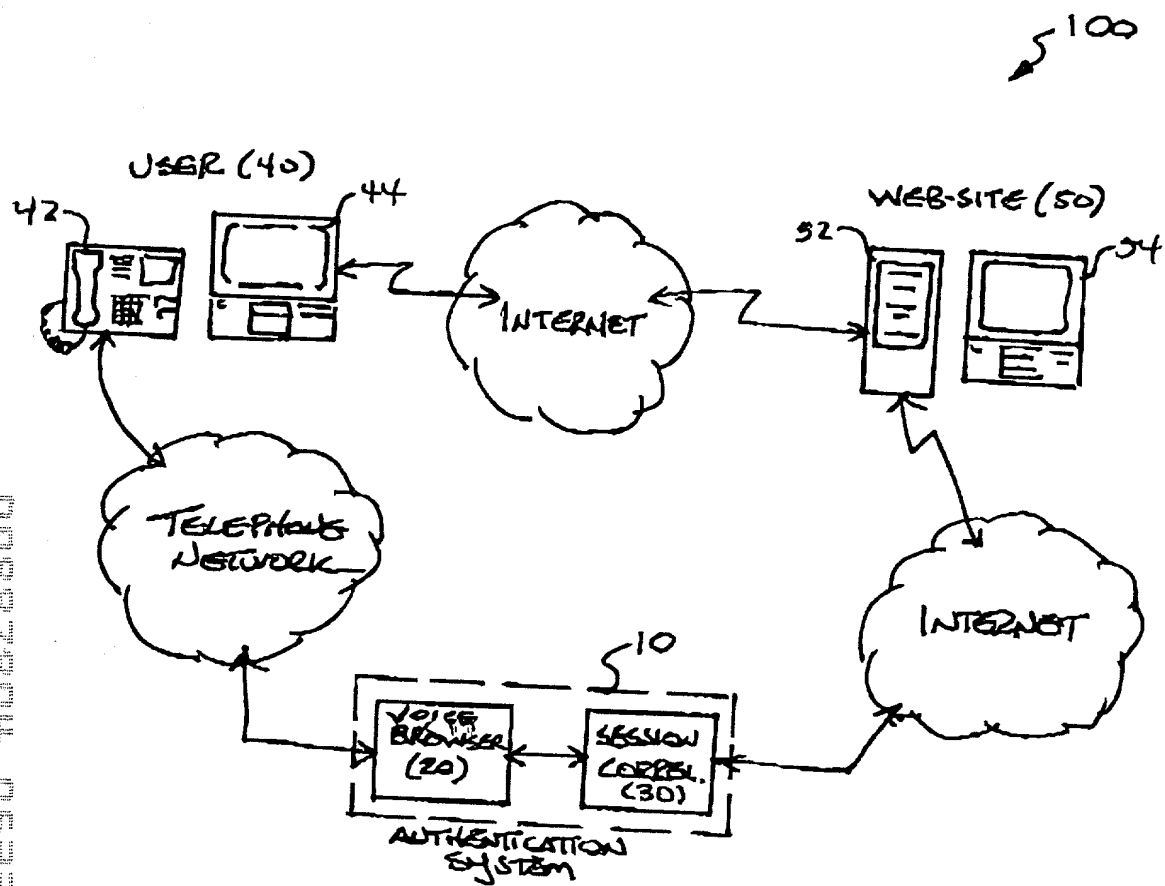 100
USER (40)
42
44
WEB-SITE (50)
52
54
INTERNET
TELEPHONE
NETWORK
INTERNET
10
VOICE
BROWSER
(20)
SESSION
CORREL.
(30)
AUTHENTICATION
SYSTEM